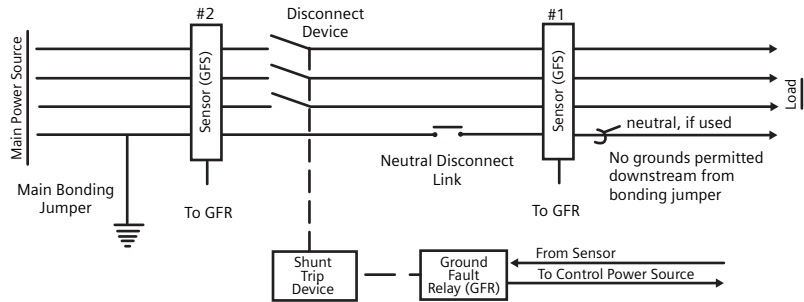 #2
Disconnect
Device
#1
Main Power Source
Sensor (GFS)
Sensor (GFS)
Load
neutral, if used
Neutral Disconnect
Link
No grounds permitted
downstream from
bonding jumper
Main Bonding
Jumper
To GFR
To GFR
Shunt
Trip
Device
Ground
Fault
Relay (GFR)
From Sensor
To Control Power Source